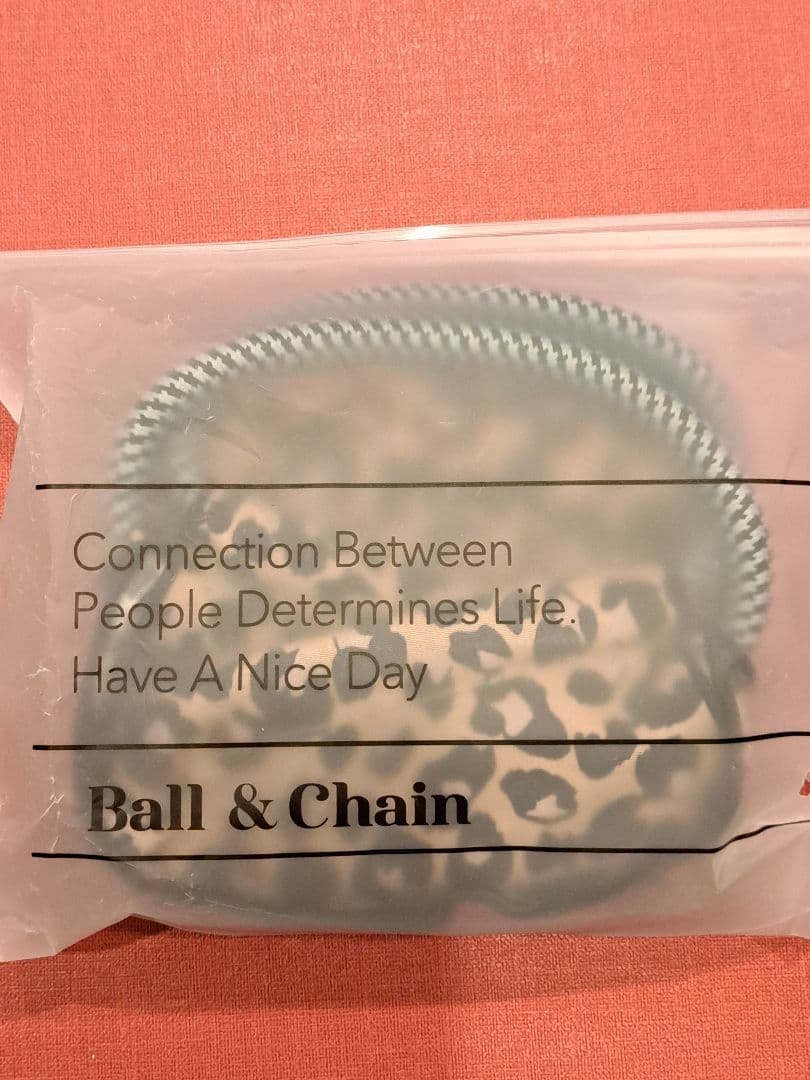 Connection Between
People Determines Life.
Have A Nice Day
Ball & Chain